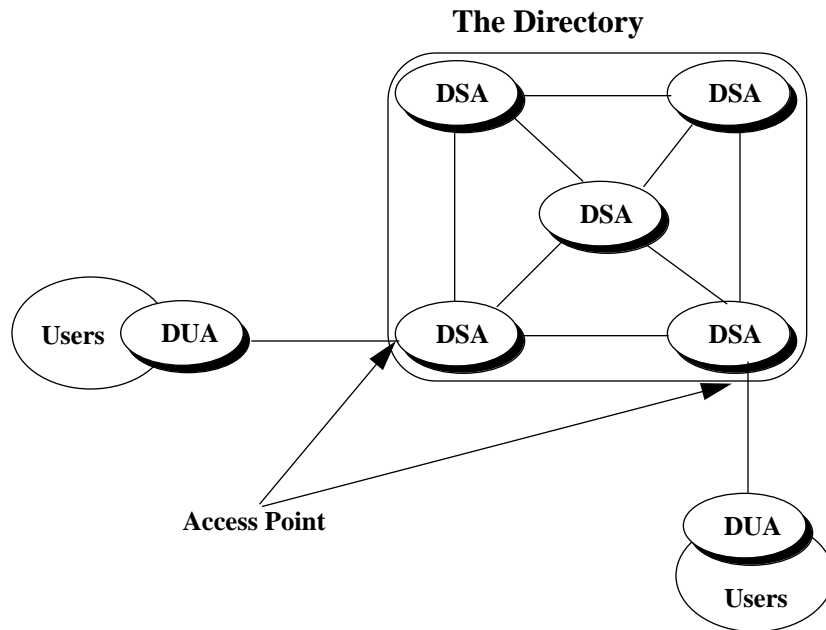 The Directory
DSA
DSA
DSA
Users
DUA
DSA
DSA
Access Point
DUA
Users